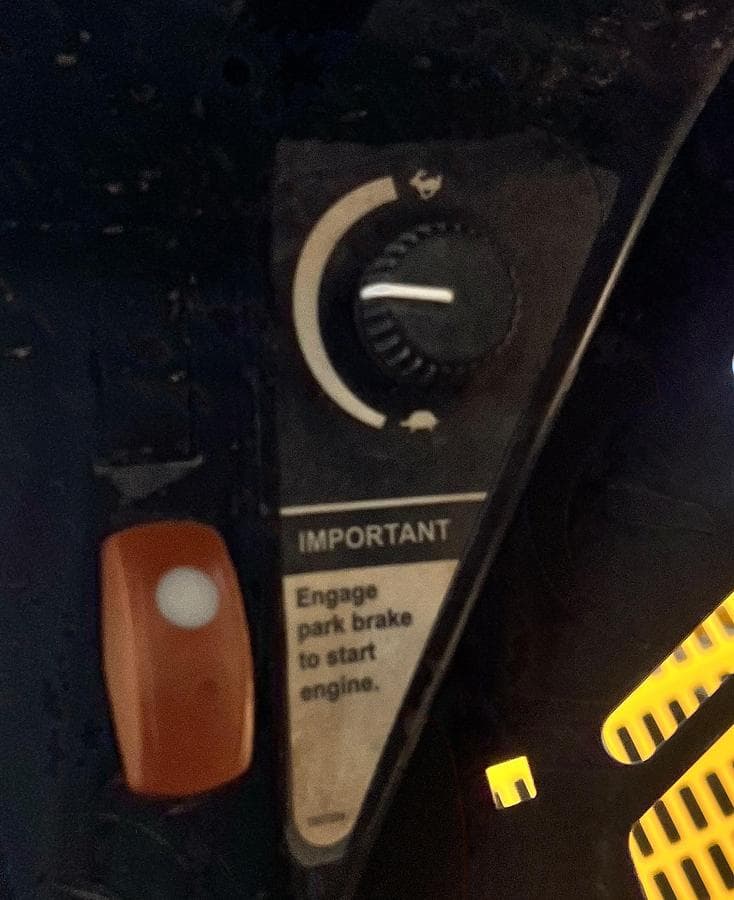 IMPORTANT
Engage
park brake
to start
engine.